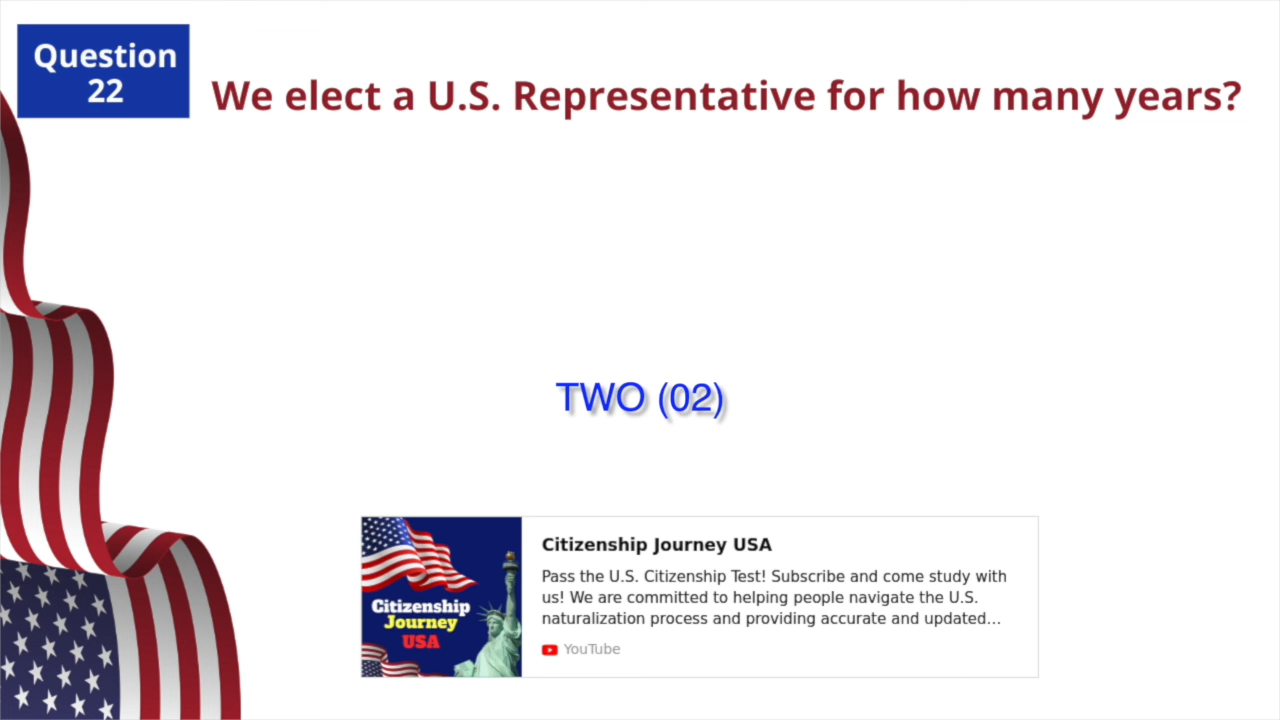 Question
22
We elect a U.S. Representative for how many years?
TWO (02)
Citizenship
Journey
USA
Citizenship Journey USA
Pass the U.S. Citizenship Test! Subscribe and come study with
us! We are committed to helping people navigate the U.S.
naturalization process and providing accurate and updated...
YouTube